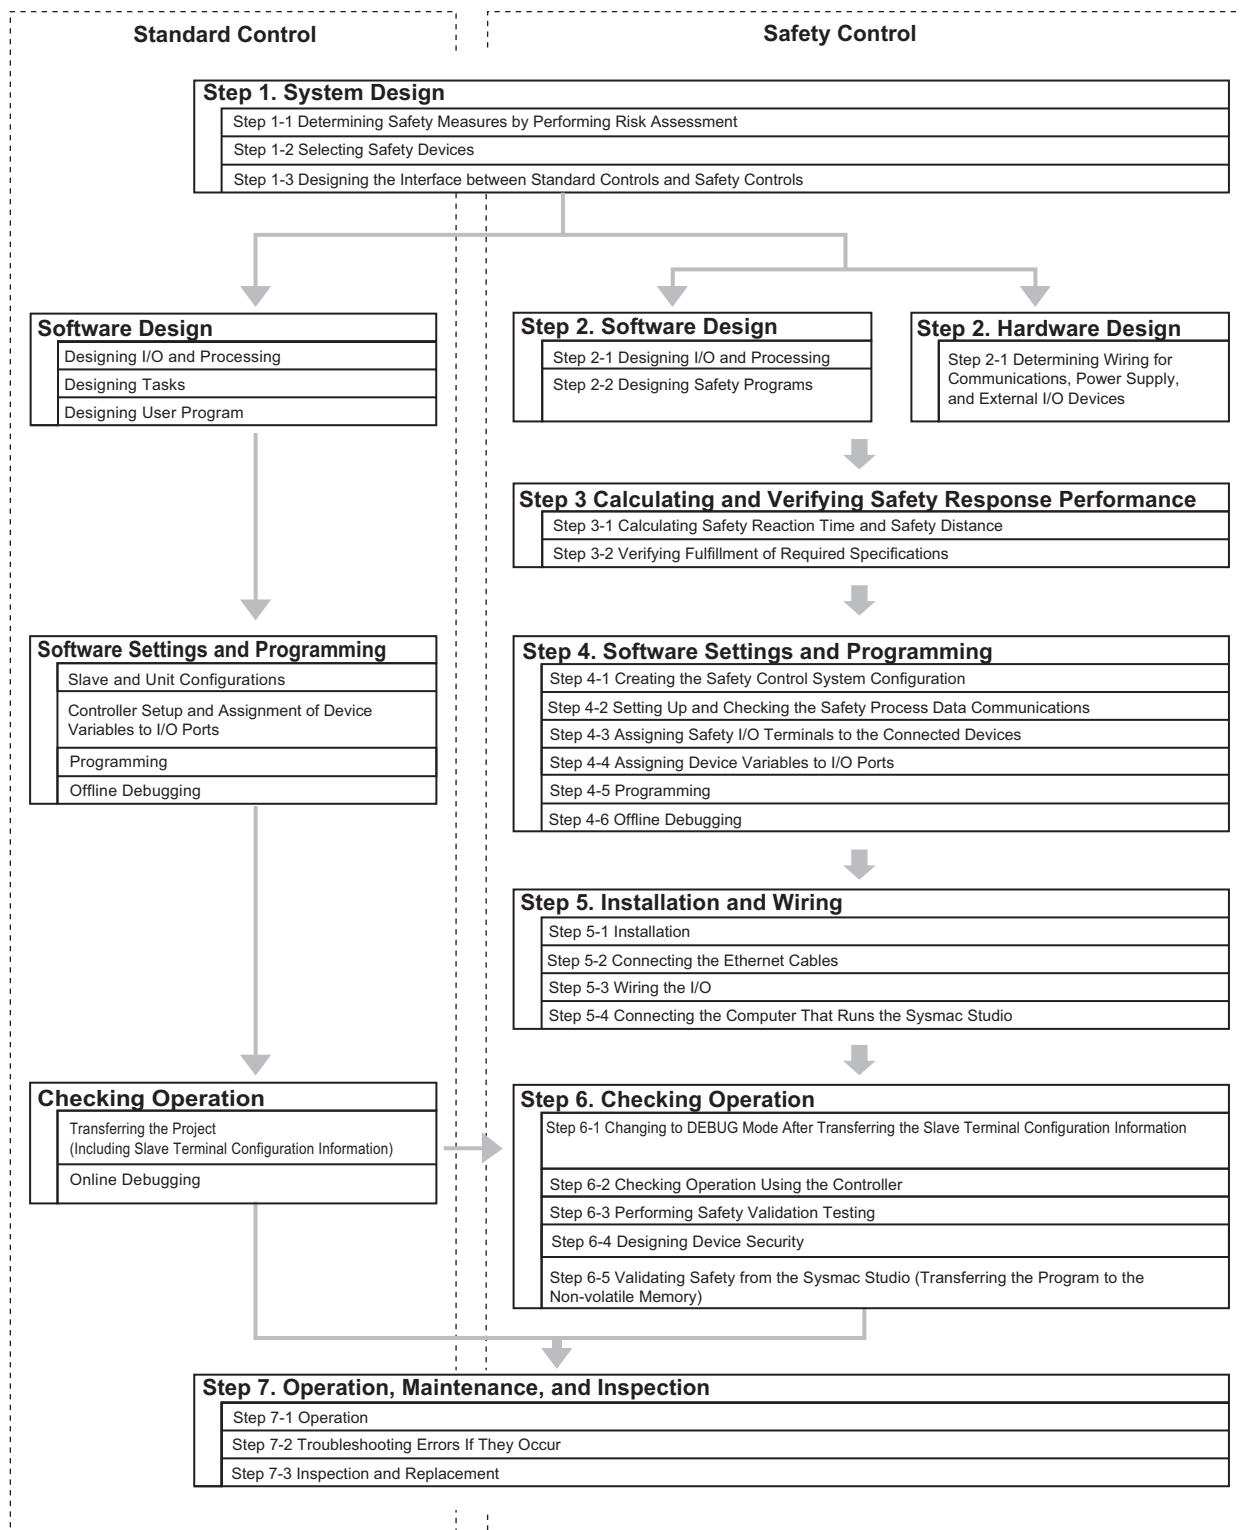 Standard Control
Safety Control
Step 1. System Design
Step 1-1 Determining Safety Measures by Performing Risk Assessment
Step 1-2 Selecting Safety Devices
Step 1-3 Designing the Interface between Standard Controls and Safety Controls
Software Design
Designing I/O and Processing
Designing Tasks
Designing User Program
Step 2. Software Design
Step 2-1 Designing I/O and Processing
Step 2-2 Designing Safety Programs
Step 2. Hardware Design
Step 2-1 Determining Wiring for
Communications, Power Supply,
and External I/O Devices
Step 3 Calculating and Verifying Safety Response Performance
Step 3-1 Calculating Safety Reaction Time and Safety Distance
Step 3-2 Verifying Fulfillment of Required Specifications
Software Settings and Programming
Slave and Unit Configurations
Controller Setup and Assignment of Device
Variables to I/O Ports
Programming
Offline Debugging
Step 4. Software Settings and Programming
Step 4-1 Creating the Safety Control System Configuration
Step 4-2 Setting Up and Checking the Safety Process Data Communications
Step 4-3 Assigning Safety I/O Terminals to the Connected Devices
Step 4-4 Assigning Device Variables to I/O Ports
Step 4-5 Programming
Step 4-6 Offline Debugging
Step 5. Installation and Wiring
Step 5-1 Installation
Step 5-2 Connecting the Ethernet Cables
Step 5-3 Wiring the I/O
Step 5-4 Connecting the Computer That Runs the Sysmac Studio
Checking Operation
Transferring the Project
(Including Slave Terminal Configuration Information)
Online Debugging
Step 6. Checking Operation
Step 6-1 Changing to DEBUG Mode After Transferring the Slave Terminal Configuration Information
Step 6-2 Checking Operation Using the Controller
Step 6-3 Performing Safety Validation Testing
Step 6-4 Designing Device Security
Step 6-5 Validating Safety from the Sysmac Studio (Transferring the Program to the
Non-volatile Memory)
Step 7. Operation, Maintenance, and Inspection
Step 7-1 Operation
Step 7-2 Troubleshooting Errors If They Occur
Step 7-3 Inspection and Replacement